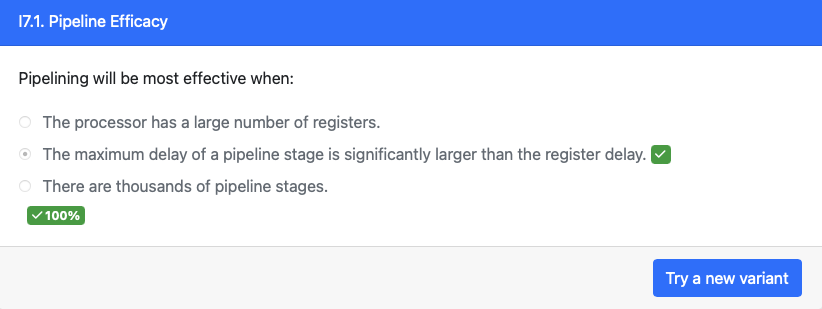 I7.1. Pipeline Efficacy
Pipelining will be most effective when:
The processor has a large number of registers.
The maximum delay of a pipeline stage is significantly larger than the register delay.
There are thousands of pipeline stages.
100%
Try a new variant